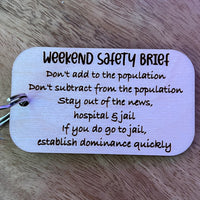 WEEKEND SAFETY BRIEF
Don't add to the population
Don't subtract from the population
Stay out of the news,
hospital & jail
If you do go to jail,
establish dominance quickly